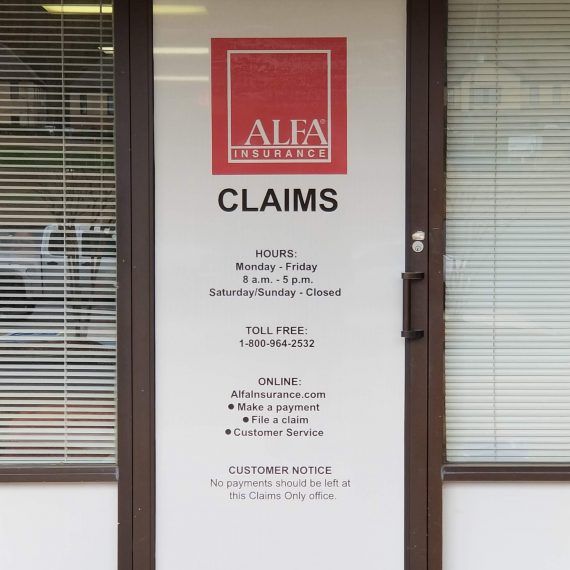 ALFA®
INSURANCE
CLAIMS
HOURS:
Monday - Friday
8 a.m. - 5 p.m.
Saturday/Sunday - Closed
TOLL FREE:
1-800-964-2532
ONLINE:
AlfaInsurance.com
● Make a payment
● File a claim
● Customer Service
CUSTOMER NOTICE
No payments should be left at
this Claims Only office.